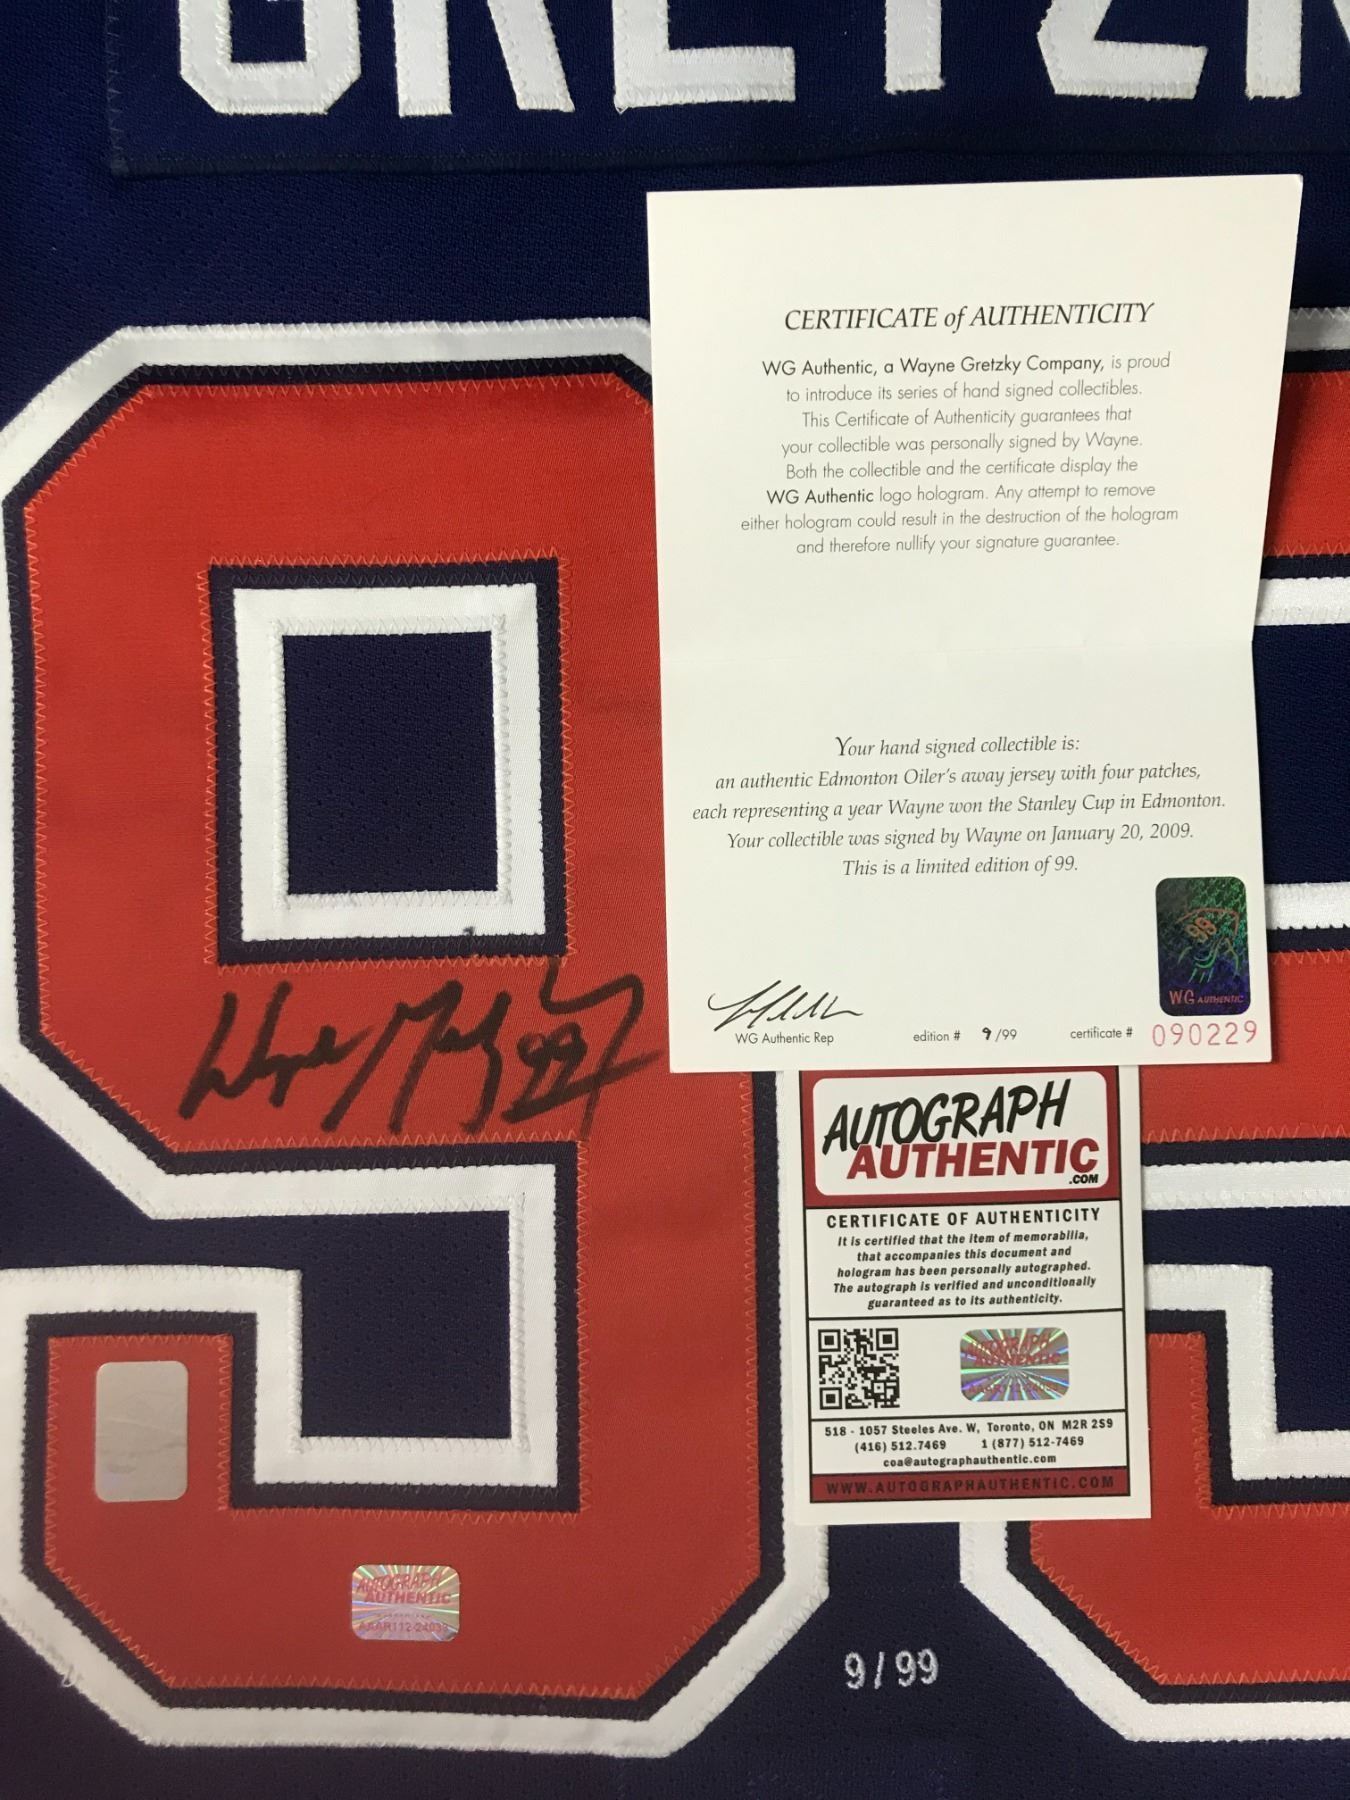 GRETZK
CERTIFICATE of AUTHENTICITY
WG Authentic, a Wayne Gretzky Company, is proud
to introduce its series of hand signed collectibles.
This Certificate of Authenticity guarantees that
your collectible was personally signed by Wayne.
Both the collectible and the certificate display the
WG Authentic logo hologram. Any attempt to remove
either hologram could result in the destruction of the hologram
and therefore nullify your signature guarantee.
Your hand signed collectible is:
an authentic Edmonton Oiler's away jersey with four patches,
each representing a year Wayne won the Stanley Cup in Edmonton.
Your collectible was signed by Wayne on January 20, 2009.
This is a limited edition of 99.
99
WG AUTHENTIC
WG Authentic Rep edition # 9/99 certificate # 090229
99
Wayne Gretzky 99
AUTOGRAPH
AUTHENTIC
.COM
CERTIFICATE OF AUTHENTICITY
It is certified that the item of memorabilia,
that accompanies this document and
hologram has been personally autographed.
The autograph is verified and unconditionally
guaranteed as to its authenticity.
AUTOGRAPH
AUTHENTIC
518 - 1057 Steeles Ave. W, Toronto, ON M2R 2S9
(416) 512.7469 1 (877) 512-7469
coa@autographauthentic.com
WWW.AUTOGRAPHAUTHENTIC.COM
AUTOGRAPH
AUTHENTIC
AAAR112-24033
9/99